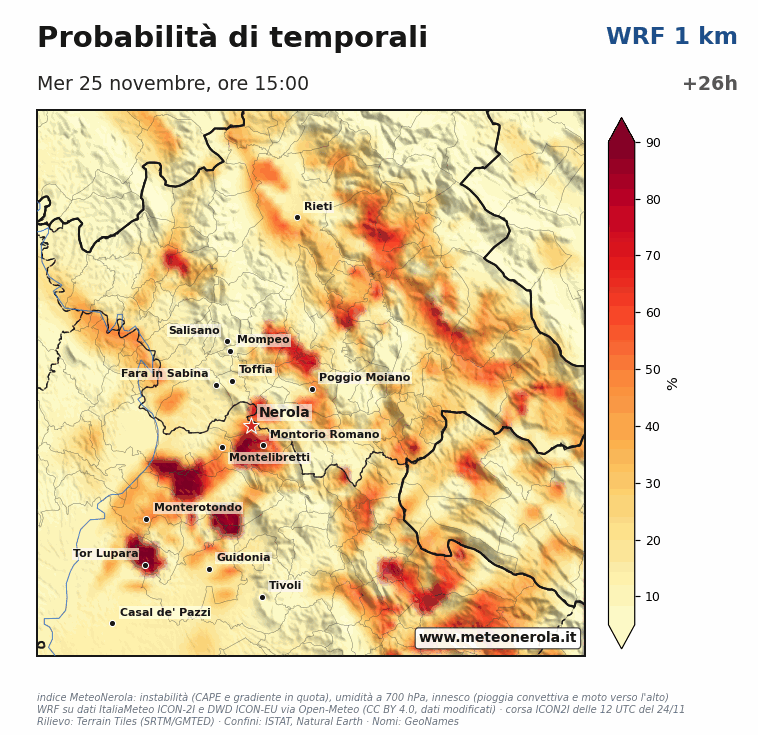 Probabilità di temporali
WRF 1 km
Mer 25 novembre, ore 15:00
+26h
Rieti
Salisano
Mompeo
Fara in Sabina
Toffia
Poggio Moiano
Nerola
Montorio Romano
Montelibretti
Monterotondo
Tor Lupara
Guidonia
Tivoli
Casal de' Pazzi
www.meteonerola.it
90
80
70
60
50
40
30
20
10
%
indice MeteoNerola: instabilità (CAPE e gradiente in quota), umidità a 700 hPa, innesco (pioggia convettiva e moto verso l'alto)
WRF su dati ItaliaMeteo ICON-2I e DWD ICON-EU via Open-Meteo (CC BY 4.0, dati modificati) · corsa ICON2I delle 12 UTC del 24/11
Rilievo: Terrain Tiles (SRTM/GMTED) · Confini: ISTAT, Natural Earth · Nomi: GeoNames